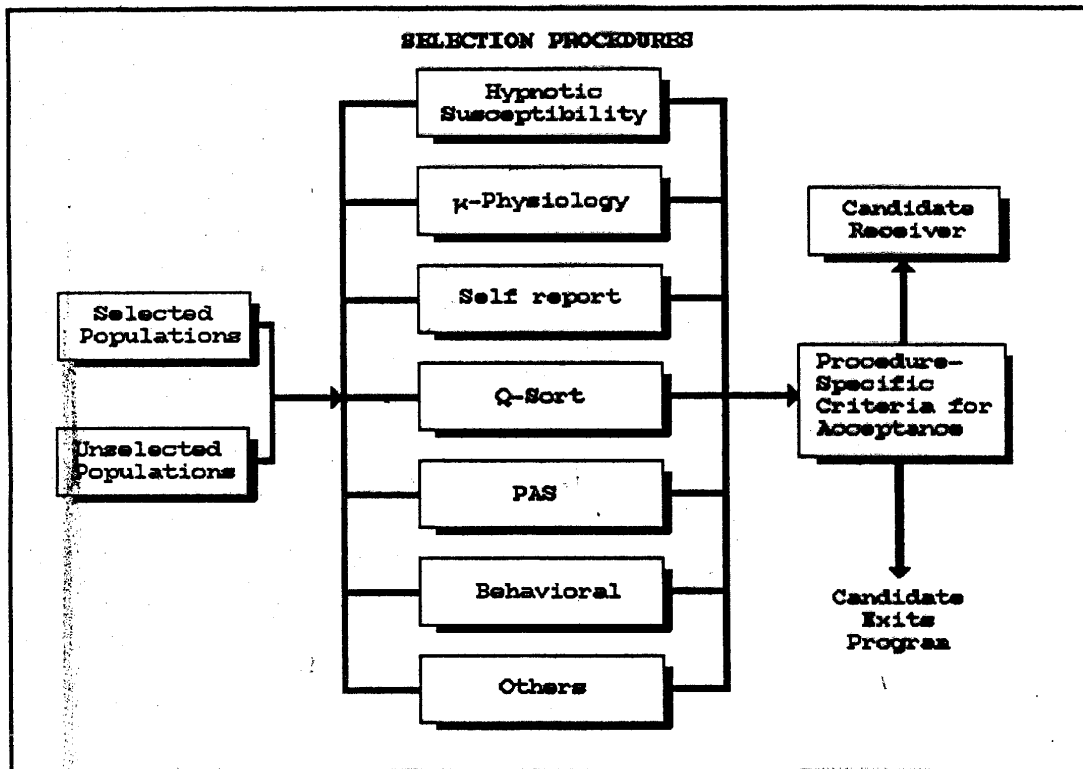 SELECTION PROCEDURES
Hypnotic
Susceptibility
μ-Physiology
Self report
Q-Sort
PAS
Behavioral
Others
Selected
Populations
Unselected
Populations
Candidate
Receiver
Procedure-
Specific
Criteria for
Acceptance
Candidate
Exits
Program